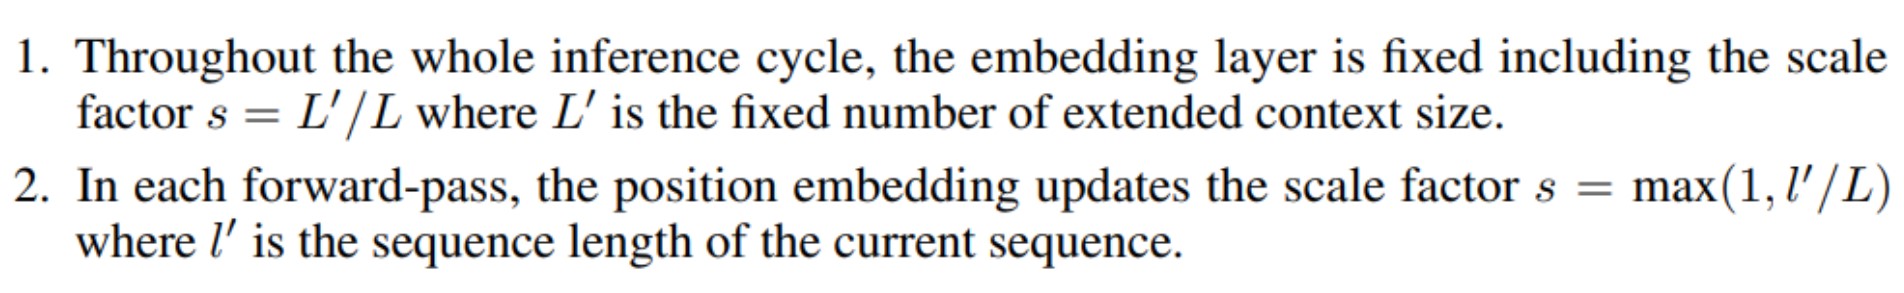 1. Throughout the whole inference cycle, the embedding layer is fixed including the scale
factor s = L′/L where L′ is the fixed number of extended context size.
2. In each forward-pass, the position embedding updates the scale factor s = max(1, l′/L)
where l′ is the sequence length of the current sequence.